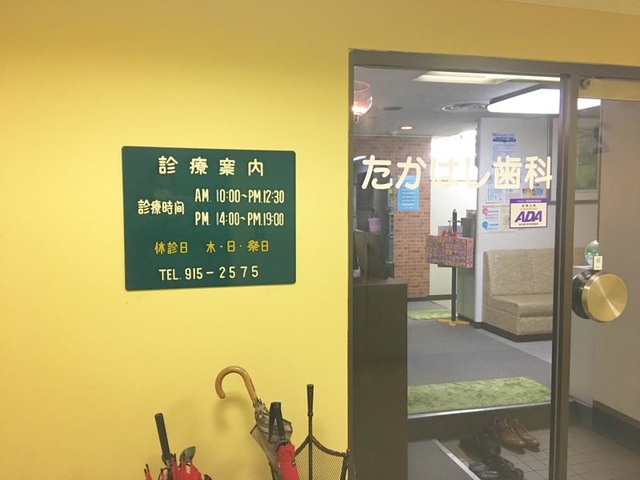 診療案内
診療時間
AM. 10:00~PM.12:30
PM. 14:00~PM.19:00
休診日 木・日・祭日
TEL. 915-2575
たかはし歯科
ADA